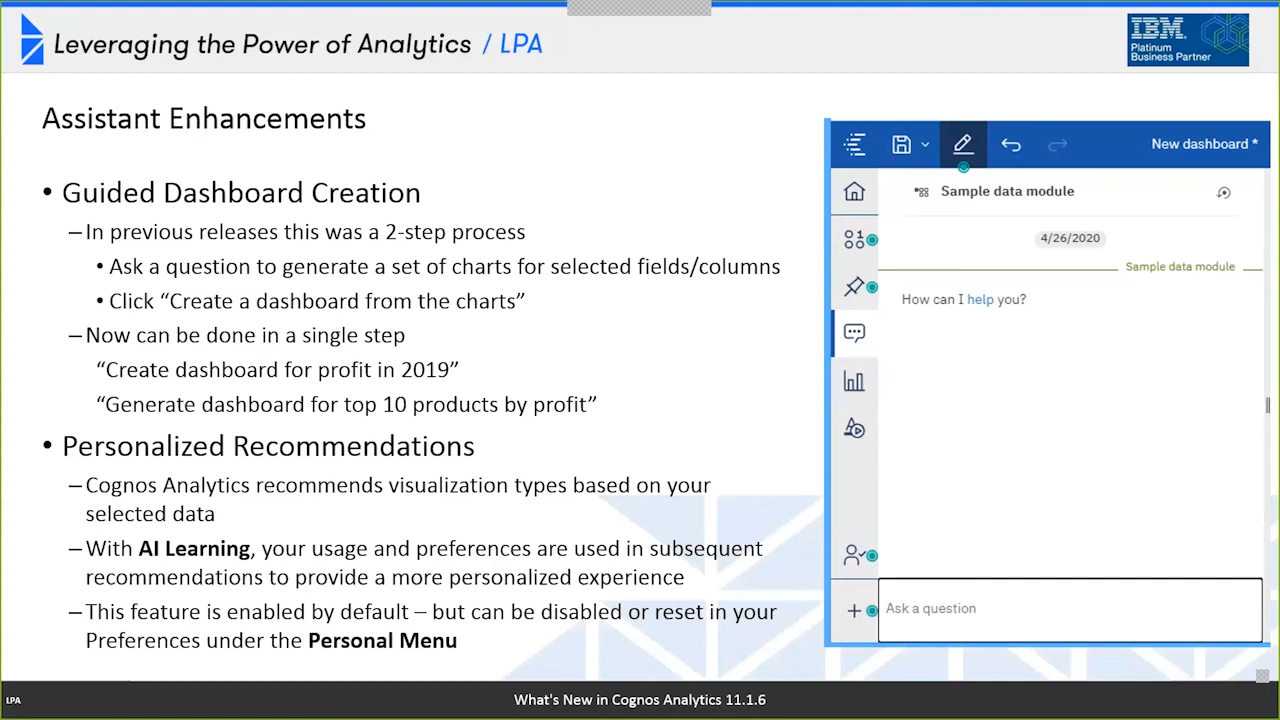 Leveraging the Power of Analytics / LPA
IBM
Platinum
Business Partner
Assistant Enhancements
• Guided Dashboard Creation
–In previous releases this was a 2-step process
• Ask a question to generate a set of charts for selected fields/columns
• Click “Create a dashboard from the charts”
–Now can be done in a single step
“Create dashboard for profit in 2019”
“Generate dashboard for top 10 products by profit”
• Personalized Recommendations
–Cognos Analytics recommends visualization types based on your
selected data
–With AI Learning, your usage and preferences are used in subsequent
recommendations to provide a more personalized experience
–This feature is enabled by default – but can be disabled or reset in your
Preferences under the Personal Menu
New dashboard *
Sample data module
4/26/2020
Sample data module
How can I help you?
Ask a question
LPA
What's New in Cognos Analytics 11.1.6